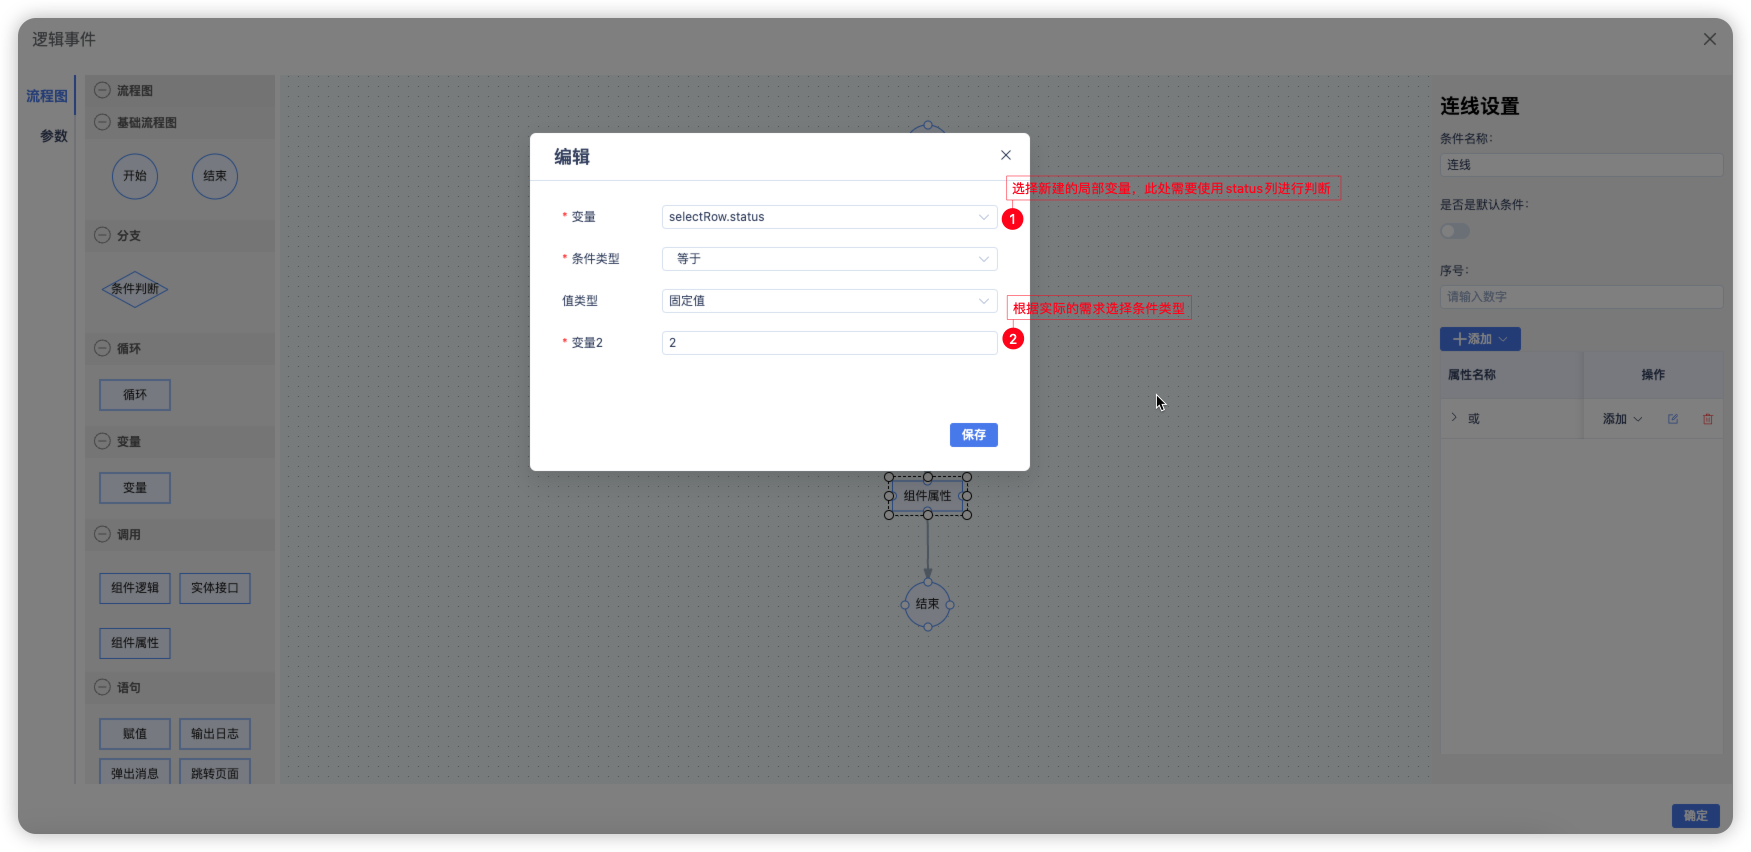 逻辑事件
流程图
参数
流程图
基础流程图
开始
结束
分支
条件判断
循环
循环
变量
变量
调用
组件逻辑
实体接口
组件属性
语句
赋值
输出日志
弹出消息
跳转页面
编辑
* 变量
selectRow.status
* 条件类型
等于
值类型
固定值
* 变量2
2
保存
选择新建的局部变量，此处需要使用status列进行判断
1
根据实际的需求选择条件类型
2
组件属性
结束
连线设置
条件名称:
连线
是否是默认条件:
序号:
请输入数字
添加
属性名称
操作
或
添加
确定